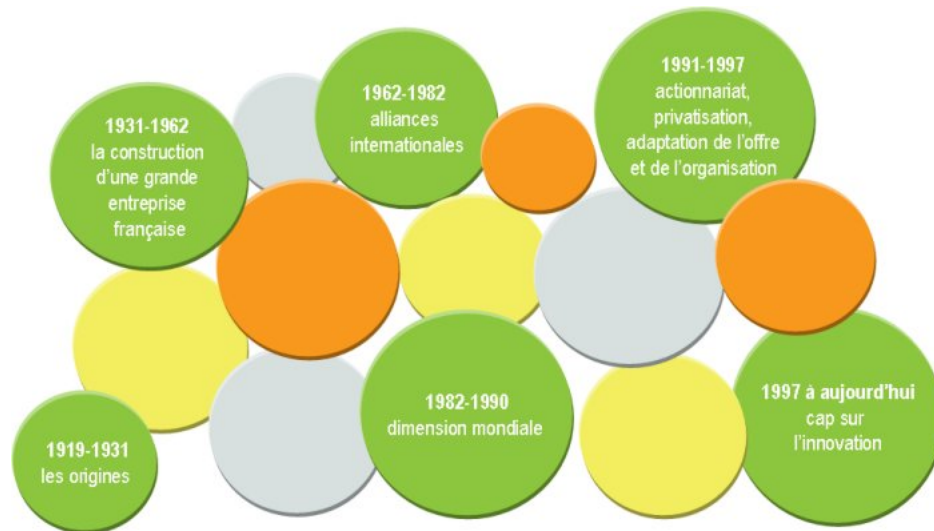 1931-1962
la construction
d'une grande
entreprise
française
1962-1982
alliances
internationales
1991-1997
actionnariat,
privatisation,
adaptation de l'offre
et de l'organisation
1919-1931
les origines
1982-1990
dimension mondiale
1997 à aujourd'hui
cap sur
l'innovation